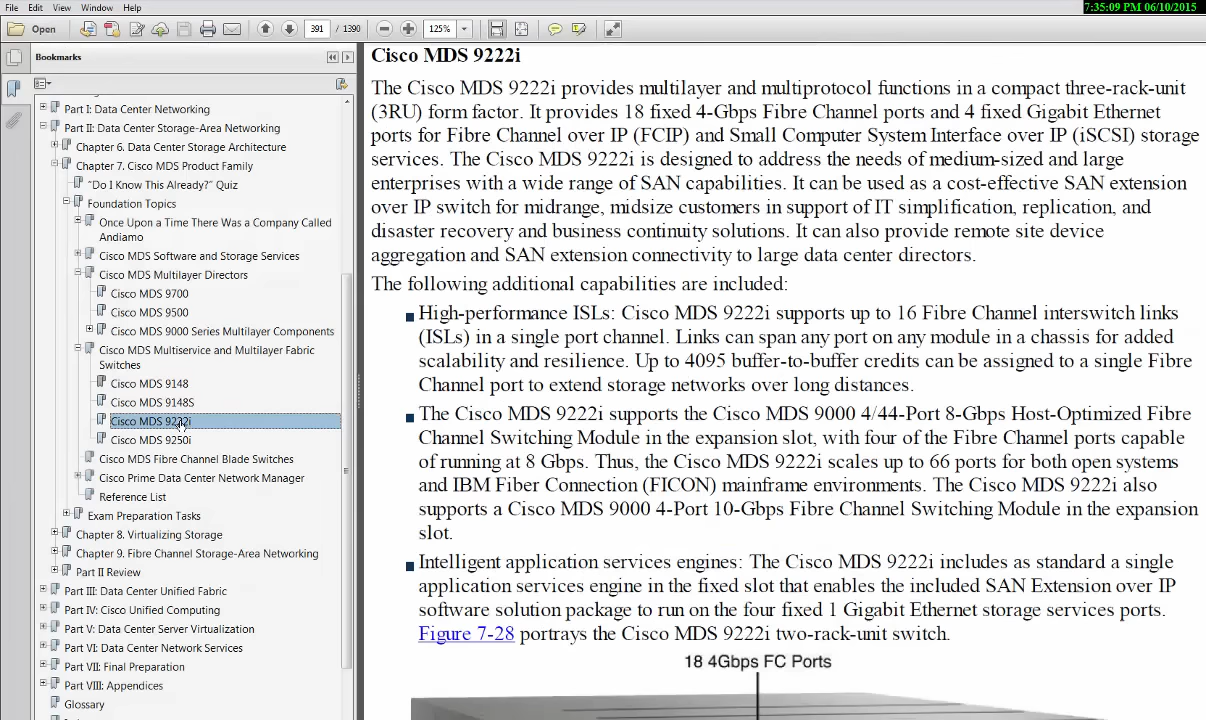 File Edit View Window Help
7:35:09 PM 06/10/2015
Open
391 / 1390
125%
Bookmarks
Part I: Data Center Networking
Part II: Data Center Storage-Area Networking
Chapter 6. Data Center Storage Architecture
Chapter 7. Cisco MDS Product Family
“Do I Know This Already?” Quiz
Foundation Topics
Once Upon a Time There Was a Company Called
Andiamo
Cisco MDS Software and Storage Services
Cisco MDS Multilayer Directors
Cisco MDS 9700
Cisco MDS 9500
Cisco MDS 9000 Series Multilayer Components
Cisco MDS Multiservice and Multilayer Fabric
Switches
Cisco MDS 9148
Cisco MDS 9148S
Cisco MDS 9222i
Cisco MDS 9250i
Cisco MDS Fibre Channel Blade Switches
Cisco Prime Data Center Network Manager
Reference List
Exam Preparation Tasks
Chapter 8. Virtualizing Storage
Chapter 9. Fibre Channel Storage-Area Networking
Part II Review
Part III: Data Center Unified Fabric
Part IV: Cisco Unified Computing
Part V: Data Center Server Virtualization
Part VI: Data Center Network Services
Part VII: Final Preparation
Part VIII: Appendices
Glossary
Cisco MDS 9222i
The Cisco MDS 9222i provides multilayer and multiprotocol functions in a compact three-rack-unit
(3RU) form factor. It provides 18 fixed 4-Gbps Fibre Channel ports and 4 fixed Gigabit Ethernet
ports for Fibre Channel over IP (FCIP) and Small Computer System Interface over IP (iSCSI) storage
services. The Cisco MDS 9222i is designed to address the needs of medium-sized and large
enterprises with a wide range of SAN capabilities. It can be used as a cost-effective SAN extension
over IP switch for midrange, midsize customers in support of IT simplification, replication, and
disaster recovery and business continuity solutions. It can also provide remote site device
aggregation and SAN extension connectivity to large data center directors.
The following additional capabilities are included:
High-performance ISLs: Cisco MDS 9222i supports up to 16 Fibre Channel interswitch links
(ISLs) in a single port channel. Links can span any port on any module in a chassis for added
scalability and resilience. Up to 4095 buffer-to-buffer credits can be assigned to a single Fibre
Channel port to extend storage networks over long distances.
The Cisco MDS 9222i supports the Cisco MDS 9000 4/44-Port 8-Gbps Host-Optimized Fibre
Channel Switching Module in the expansion slot, with four of the Fibre Channel ports capable
of running at 8 Gbps. Thus, the Cisco MDS 9222i scales up to 66 ports for both open systems
and IBM Fiber Connection (FICON) mainframe environments. The Cisco MDS 9222i also
supports a Cisco MDS 9000 4-Port 10-Gbps Fibre Channel Switching Module in the expansion
slot.
Intelligent application services engines: The Cisco MDS 9222i includes as standard a single
application services engine in the fixed slot that enables the included SAN Extension over IP
software solution package to run on the four fixed 1 Gigabit Ethernet storage services ports.
Figure 7-28 portrays the Cisco MDS 9222i two-rack-unit switch.
18 4Gbps FC Ports